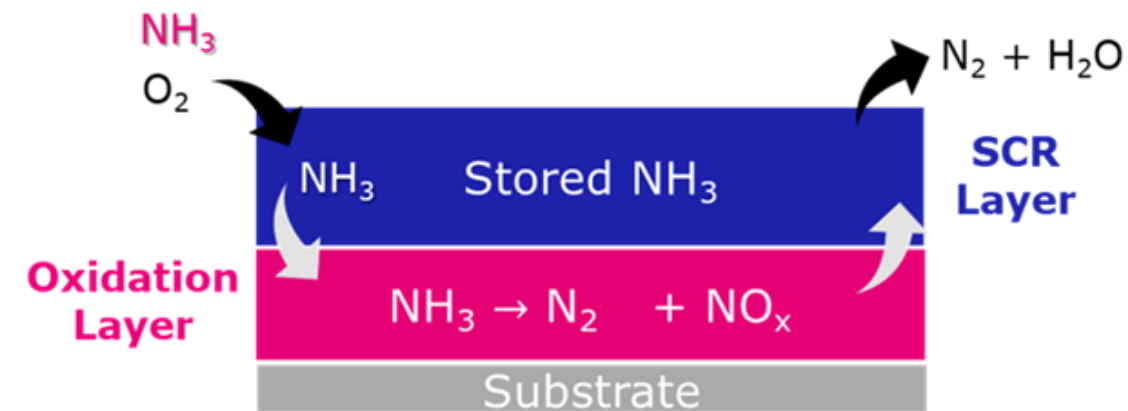 NH₃
O₂
N₂ + H₂O
NH₃ Stored NH₃
SCR
Layer
Oxidation
Layer
NH₃ → N₂ + NOₓ
Substrate